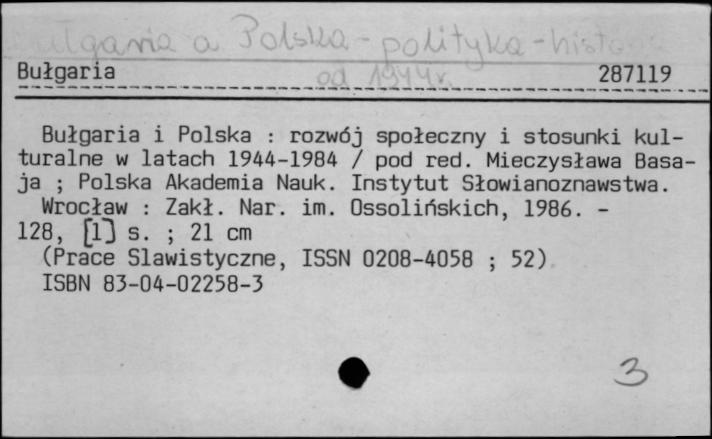 Bułgaria a Polska - polityka - historia
od 1944r.
Bułgaria 287119
Bułgaria i Polska : rozwój społeczny i stosunki kul-
turalne w latach 1944-1984 / pod red. Mieczysława Basa-
ja ; Polska Akademia Nauk. Instytut Słowianoznawstwa.
Wrocław : Zakł. Nar. im. Ossolińskich, 1986. -
128, [1] s. ; 21 cm
(Prace Slawistyczne, ISSN 0208-4058 ; 52)
ISBN 83-04-02258-3
3